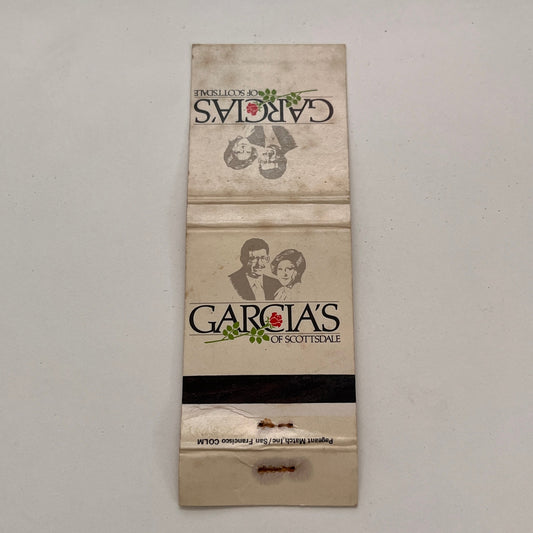 GARCIA'S
OF SCOTTSDALE
GARCIA'S
OF SCOTTSDALE
Pageant Match, Inc/San Francisco COLM